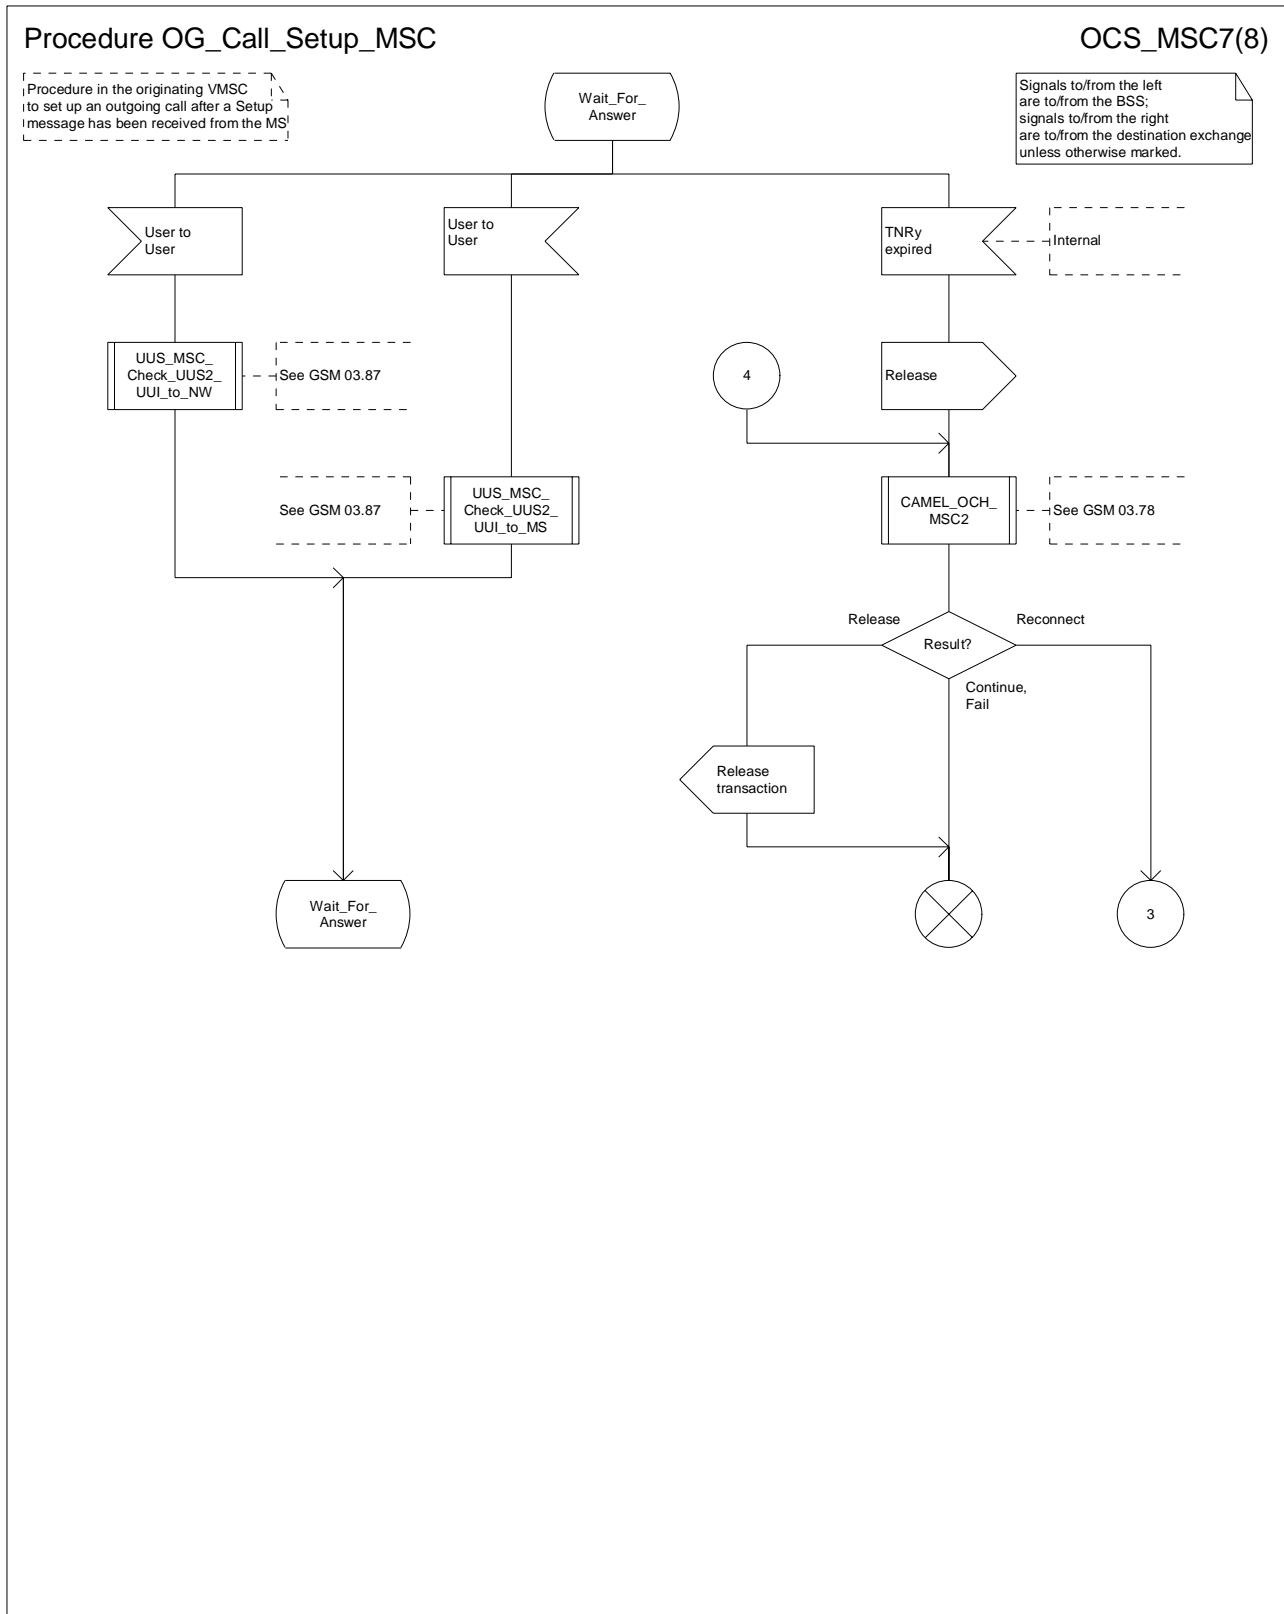 Procedure OG_Call_Setup_MSC
OCS_MSC7(8)
Procedure in the originating VMSC
to set up an outgoing call after a Setup
message has been received from the MS
Wait_For_
Answer
Signals to/from the left
are to/from the BSS;
signals to/from the right
are to/from the destination exchange
unless otherwise marked.
User to
User
User to
User
TNRy
expired
Internal
UUS_MSC_
Check_UUS2_
UUI_to_NW
See GSM 03.87
4
Release
See GSM 03.87
UUS_MSC_
Check_UUS2_
UUI_to_MS
CAMEL_OCH_
MSC2
See GSM 03.78
Release
Result?
Reconnect
Continue,
Fail
Release
transaction
Wait_For_
Answer
3